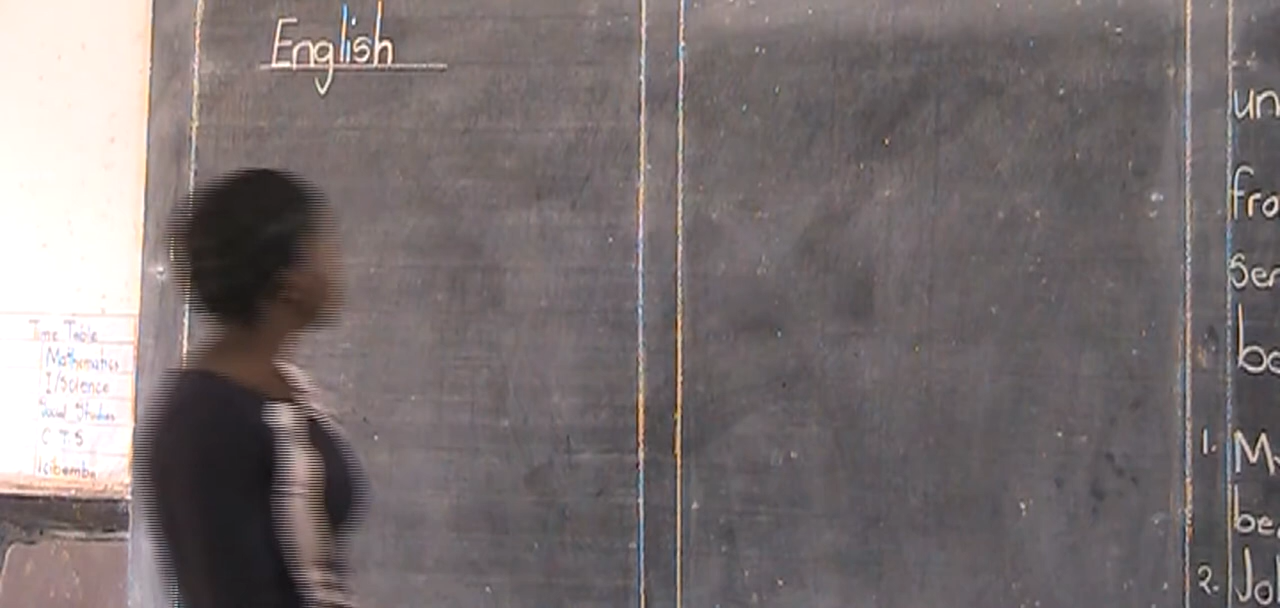 English
Time Table
Mathematics
I/Science
Social Studies
C T S
Icibemba
un
fro
ser
be
1. M
be
2. Jo